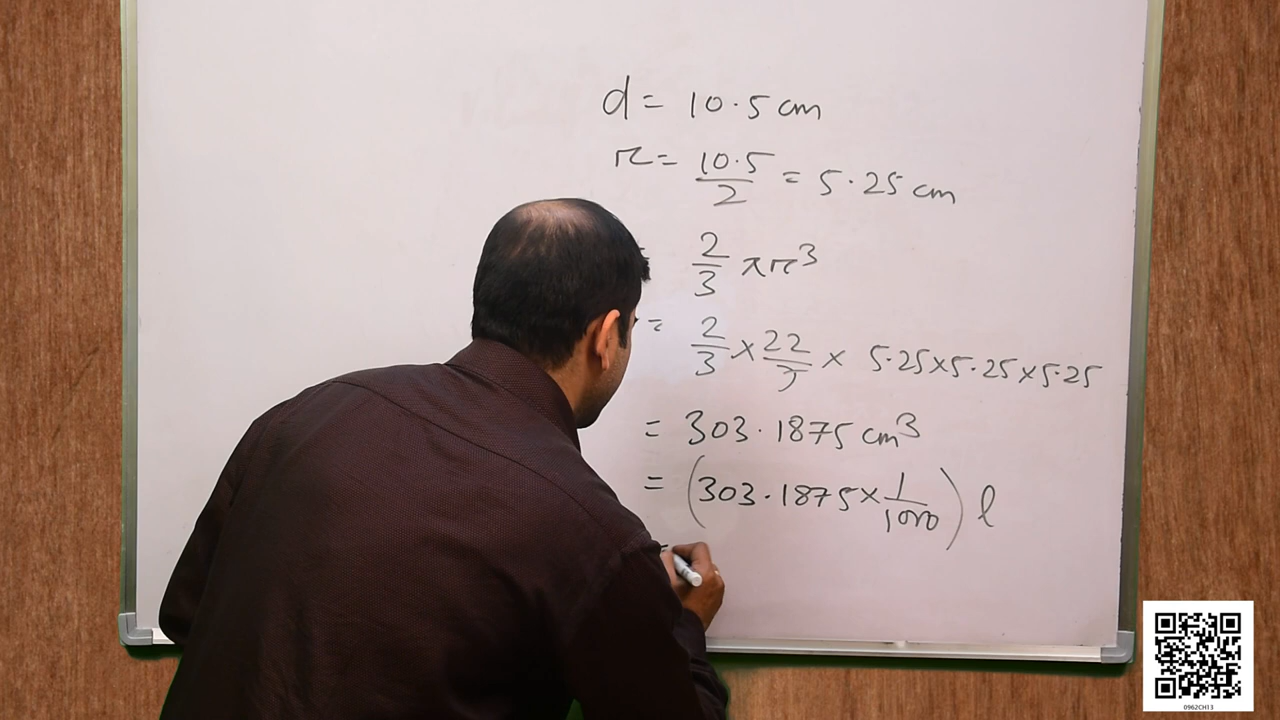 d = 10.5 cm
r = 10.5/2 = 5.25 cm
= 2/3 πr³
= 2/3 × 22/7 × 5.25×5.25×5.25
= 303.1875 cm³
= (303.1875 × 1/1000) l
=
0962CH13